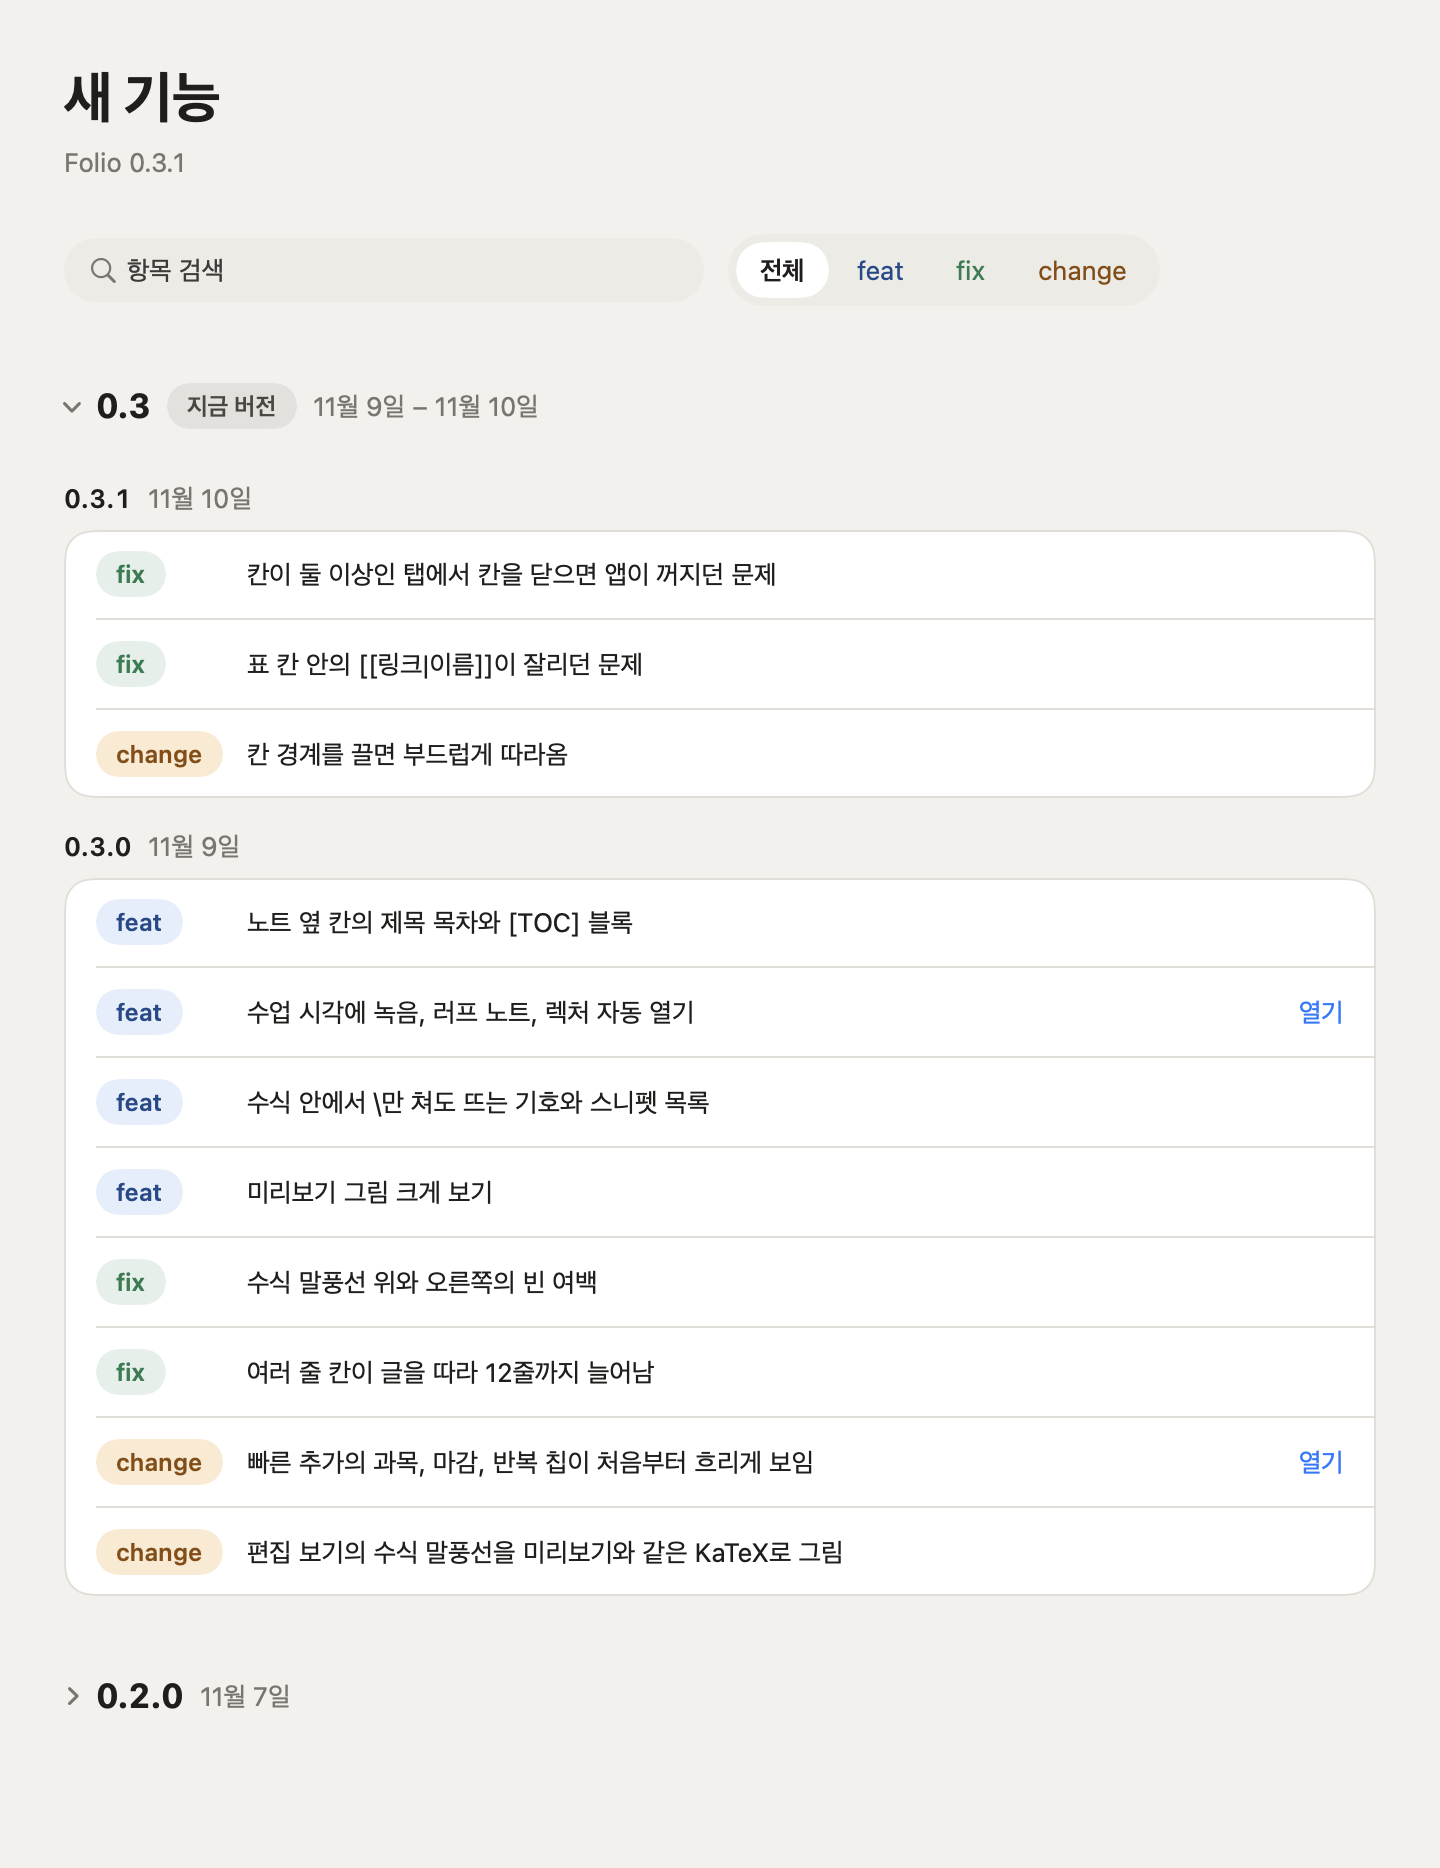 새 기능
Folio 0.3.1
항목 검색 전체 feat fix change
0.3 지금 버전 11월 9일 – 11월 10일
0.3.1 11월 10일
fix 칸이 둘 이상인 탭에서 칸을 닫으면 앱이 꺼지던 문제
fix 표 칸 안의 [[링크|이름]]이 잘리던 문제
change 칸 경계를 끌면 부드럽게 따라옴
0.3.0 11월 9일
feat 노트 옆 칸의 제목 목차와 [TOC] 블록
feat 수업 시각에 녹음, 러프 노트, 렉처 자동 열기 열기
feat 수식 안에서 \만 쳐도 뜨는 기호와 스니펫 목록
feat 미리보기 그림 크게 보기
fix 수식 말풍선 위와 오른쪽의 빈 여백
fix 여러 줄 칸이 글을 따라 12줄까지 늘어남
change 빠른 추가의 과목, 마감, 반복 칩이 처음부터 흐리게 보임 열기
change 편집 보기의 수식 말풍선을 미리보기와 같은 KaTeX로 그림
0.2.0 11월 7일